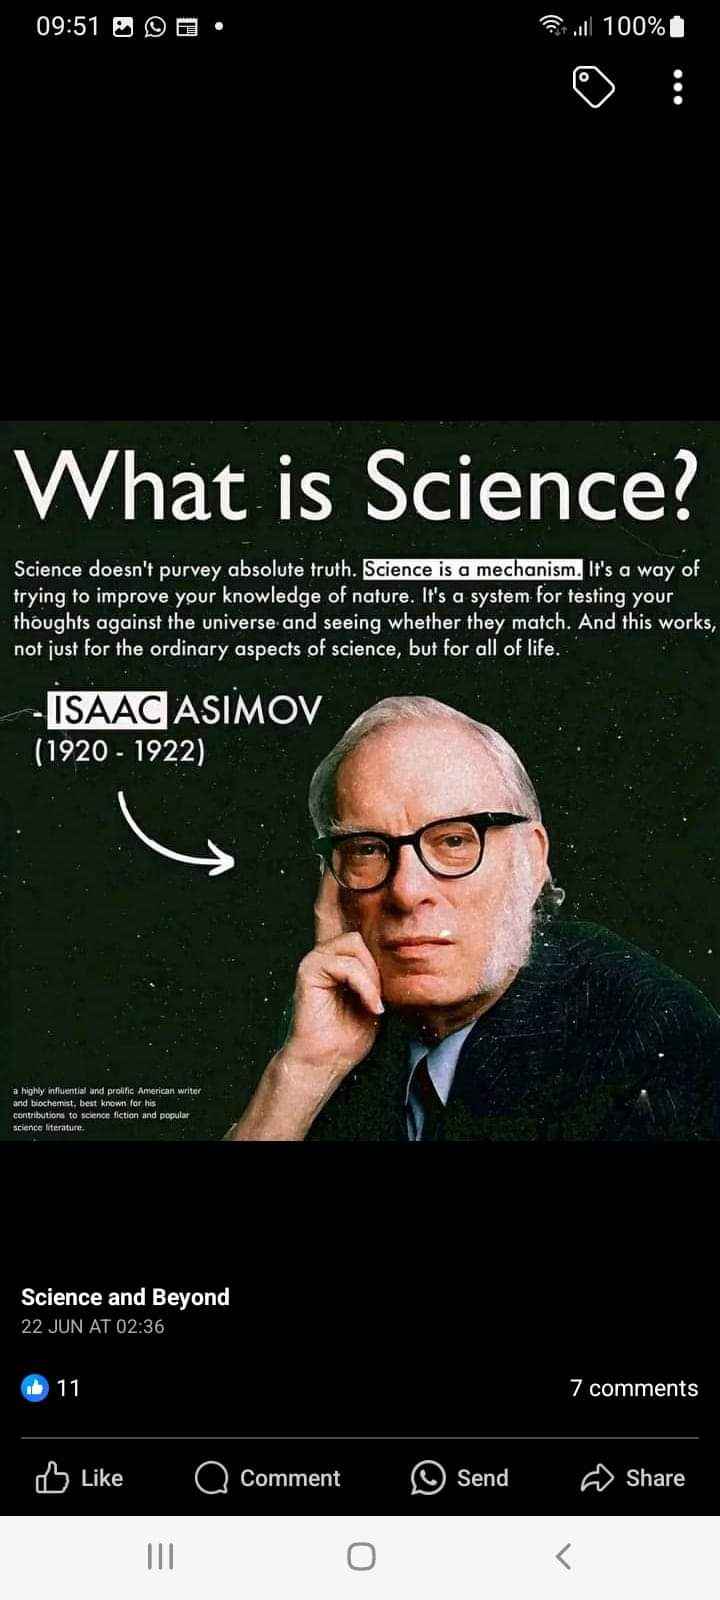 09:51
100%
What is Science?
Science doesn't purvey absolute truth. Science is a mechanism. It's a way of
trying to improve your knowledge of nature. It's a system for testing your
thoughts against the universe and seeing whether they match. And this works,
not just for the ordinary aspects of science, but for all of life.
- ISAAC ASIMOV
(1920 - 1922)
a highly influential and prolific American writer
and biochemist, best known for his
contributions to science fiction and popular
science literature.
Science and Beyond
22 JUN AT 02:36
11
7 comments
Like
Comment
Send
Share